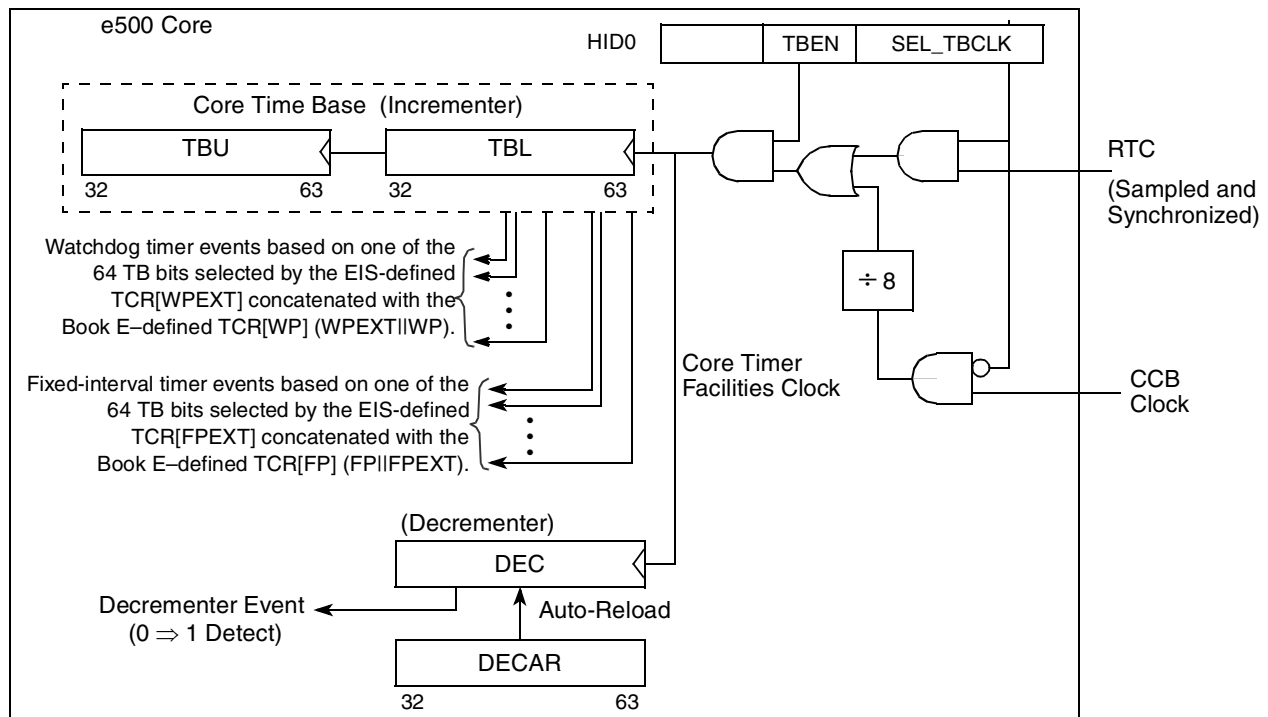 e500 Core
HID0
TBEN
SEL_TBCLK
Core Time Base (Incrementer)
TBU
TBL
32
63
32
63
RTC
(Sampled and
Synchronized)
Watchdog timer events based on one of the
64 TB bits selected by the EIS-defined
TCR[WPEXT] concatenated with the
Book E–defined TCR[WP] (WPEXT||WP).
÷ 8
Core Timer
Facilities Clock
CCB
Clock
Fixed-interval timer events based on one of the
64 TB bits selected by the EIS-defined
TCR[FPEXT] concatenated with the
Book E–defined TCR[FP] (FP||FPEXT).
(Decrementer)
DEC
Decrementer Event
(0 ⇒ 1 Detect)
Auto-Reload
DECAR
32
63